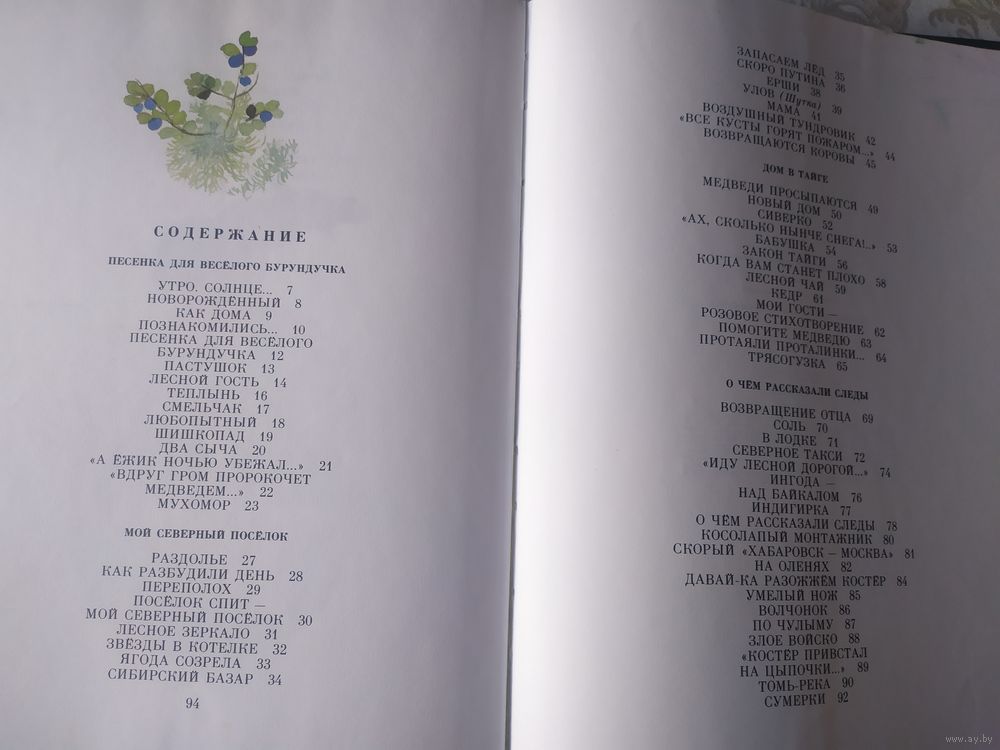 СОДЕРЖАНИЕ
ПЕСЕНКА ДЛЯ ВЕСЁЛОГО БУРУНДУЧКА
УТРО. СОЛНЦЕ... 7
НОВОРОЖДЁННЫЙ 8
КАК ДОМА 9
ПОЗНАКОМИЛИСЬ... 10
ПЕСЕНКА ДЛЯ ВЕСЁЛОГО
БУРУНДУЧКА 12
ПАСТУШОК 13
ЛЕСНОЙ ГОСТЬ 14
ТЕПЛЫНЬ 16
СМЕЛЬЧАК 17
ЛЮБОПЫТНЫЙ 18
ШИШКОПАД 19
ДВА СЫЧА 20
«А ЁЖИК НОЧЬЮ УБЕЖАЛ...» 21
«ВДРУГ ГРОМ ПРОРОКОЧЕТ
МЕДВЕДЕМ...» 22
МУХОМОР 23
МОЙ СЕВЕРНЫЙ ПОСЁЛОК
РАЗДОЛЬЕ 27
КАК РАЗБУДИЛИ ДЕНЬ 28
ПЕРЕПОЛОХ 29
ПОСЁЛОК СПИТ —
МОЙ СЕВЕРНЫЙ ПОСЁЛОК 30
ЛЕСНОЕ ЗЕРКАЛО 31
ЗВЁЗДЫ В КОТЕЛКЕ 32
ЯГОДА СОЗРЕЛА 33
СИБИРСКИЙ БАЗАР 34
94
ЗАПАСАЕМ ЛЕД 35
СКОРО ПУТИНА 36
ЕРШИ 38
УЛОВ (Шутка) 39
МАМА 41
ВОЗДУШНЫЙ ТУНДРОВИК 42
«ВСЕ КУСТЫ ГОРЯТ ПОЖАРОМ...» 44
ВОЗВРАЩАЮТСЯ КОРОВЫ 45
ДОМ В ТАЙГЕ
МЕДВЕДИ ПРОСЫПАЮТСЯ 49
НОВЫЙ ДОМ 50
СИВЕРКО 52
«АХ, СКОЛЬКО НЫНЧЕ СНЕГА!..» 53
БАБУШКА 54
ЗАКОН ТАЙГИ 56
КОГДА ВАМ СТАНЕТ ПЛОХО 58
ЛЕСНОЙ ЧАЙ 59
КЕДР 61
МОИ ГОСТИ —
РОЗОВОЕ СТИХОТВОРЕНИЕ 62
ПОМОГИТЕ МЕДВЕДЮ 63
ПРОТАЯЛИ ПРОТАЛИНКИ... 64
ТРЯСОГУЗКА 65
О ЧЁМ РАССКАЗАЛИ СЛЕДЫ
ВОЗВРАЩЕНИЕ ОТЦА 69
СОЛЬ 70
В ЛОДКЕ 71
СЕВЕРНОЕ ТАКСИ 72
«ИДУ ЛЕСНОЙ ДОРОГОЙ...» 74
ИНГОДА —
НАД БАЙКАЛОМ 76
ИНДИГИРКА 77
О ЧЁМ РАССКАЗАЛИ СЛЕДЫ 78
КОСОЛАПЫЙ МОНТАЖНИК 80
СКОРЫЙ «ХАБАРОВСК – МОСКВА» 81
НА ОЛЕНЯХ 82
ДАВАЙ-КА РАЗОЖЖЁМ КОСТЁР 84
УМЕЛЫЙ НОЖ 85
ВОЛЧОНОК 86
ПО ЧУЛЫМУ 87
ЗЛОЕ ВОЙСКО 88
«КОСТЁР ПРИВСТАЛ
НА ЦЫПОЧКИ...» 89
ТОМЬ-РЕКА 90
СУМЕРКИ 92
www.ay.by